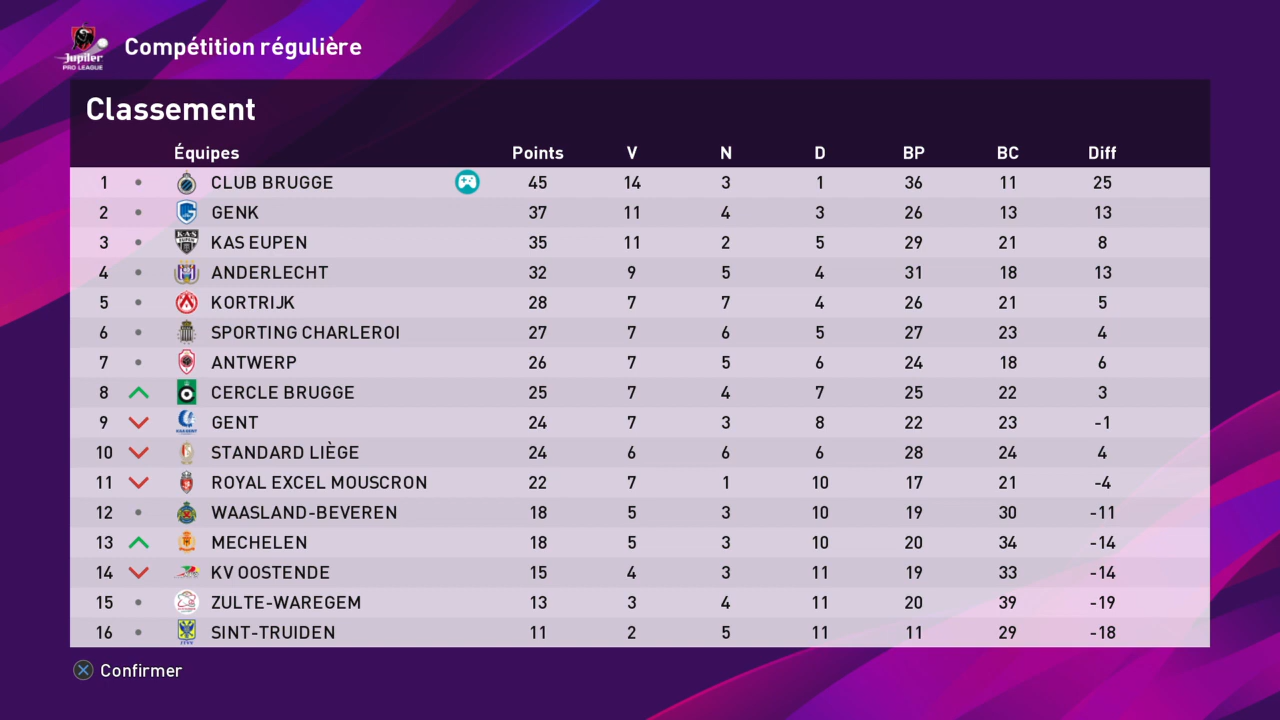 Jupiler
PRO LEAGUE
Compétition régulière
Classement
Équipes Points V N D BP BC Diff
1 CLUB BRUGGE 45 14 3 1 36 11 25
2 GENK 37 11 4 3 26 13 13
3 KAS EUPEN 35 11 2 5 29 21 8
4 ANDERLECHT 32 9 5 4 31 18 13
5 KORTRIJK 28 7 7 4 26 21 5
6 SPORTING CHARLEROI 27 7 6 5 27 23 4
7 ANTWERP 26 7 5 6 24 18 6
8 CERCLE BRUGGE 25 7 4 7 25 22 3
9 GENT 24 7 3 8 22 23 -1
10 STANDARD LIÈGE 24 6 6 6 28 24 4
11 ROYAL EXCEL MOUSCRON 22 7 1 10 17 21 -4
12 WAASLAND-BEVEREN 18 5 3 10 19 30 -11
13 MECHELEN 18 5 3 10 20 34 -14
14 KV OOSTENDE 15 4 3 11 19 33 -14
15 ZULTE-WAREGEM 13 3 4 11 20 39 -19
16 SINT-TRUIDEN 11 2 5 11 11 29 -18
Confirmer